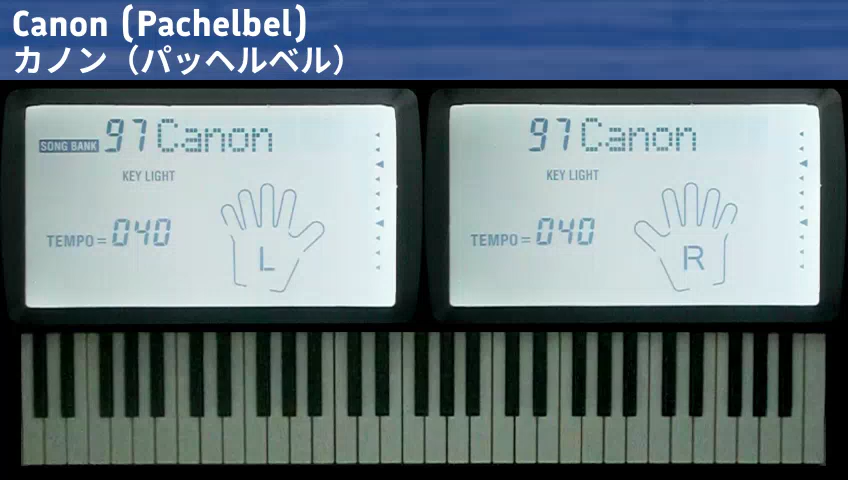 Canon (Pachelbel)
カノン（パッヘルベル）
SONG BANK 97 Canon
KEY LIGHT
TEMPO = 040
L
97 Canon
KEY LIGHT
TEMPO = 040
R